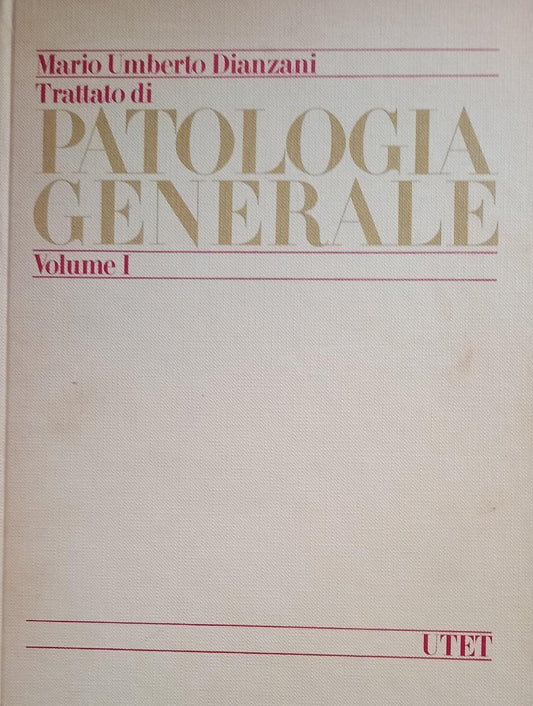 Mario Umberto Dianzani
Trattato di
PATOLOGIA
GENERALE
Volume I
UTET